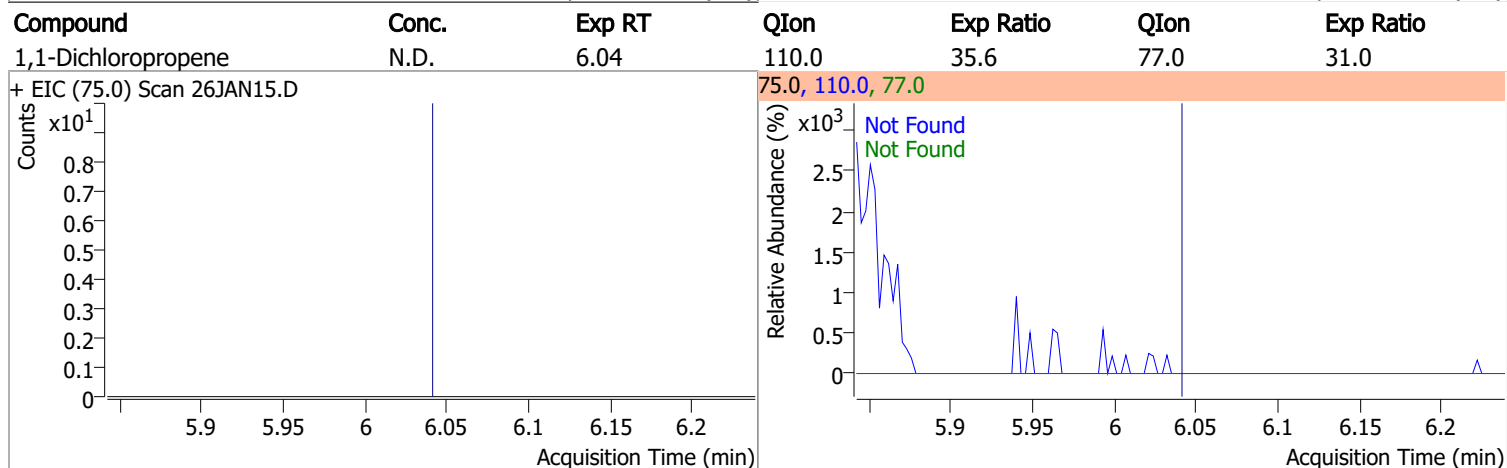 Compound Conc. Exp RT QIon Exp Ratio QIon Exp Ratio
1,1-Dichloropropene N.D. 6.04 110.0 35.6 77.0 31.0
+ EIC (75.0) Scan 26JAN15.D
Counts
x10¹
0.8
0.7
0.6
0.5
0.4
0.3
0.2
0.1
0
5.9 5.95 6 6.05 6.1 6.15 6.2
Acquisition Time (min)
75.0, 110.0, 77.0
Relative Abundance (%)
x10³
Not Found
Not Found
2.5
2
1.5
1
0.5
0
5.9 5.95 6 6.05 6.1 6.15 6.2
Acquisition Time (min)